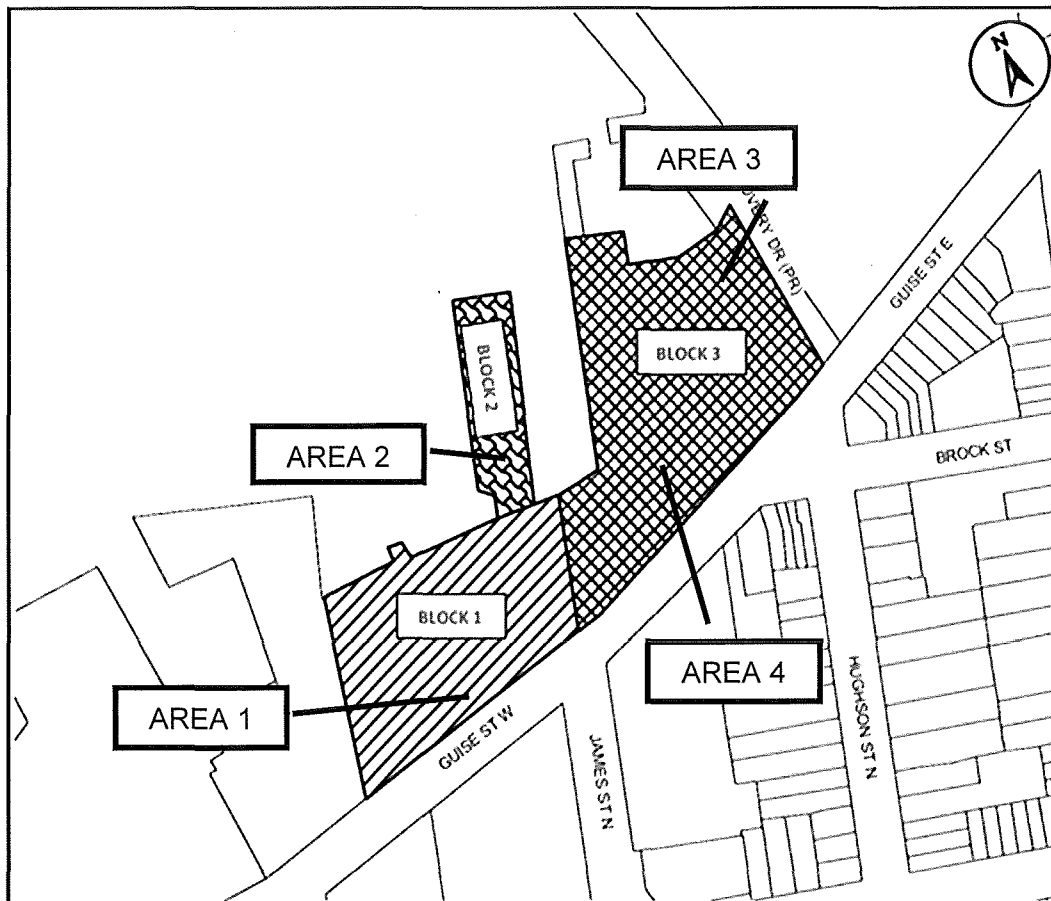 N
AREA 3
OVERY DR (PR)
GUISE ST E
BLOCK 3
BLOCK 2
AREA 2
BROCK ST
BLOCK 1
AREA 4
AREA 1
GUISE ST W
JAMES ST N
HUGHSON ST N